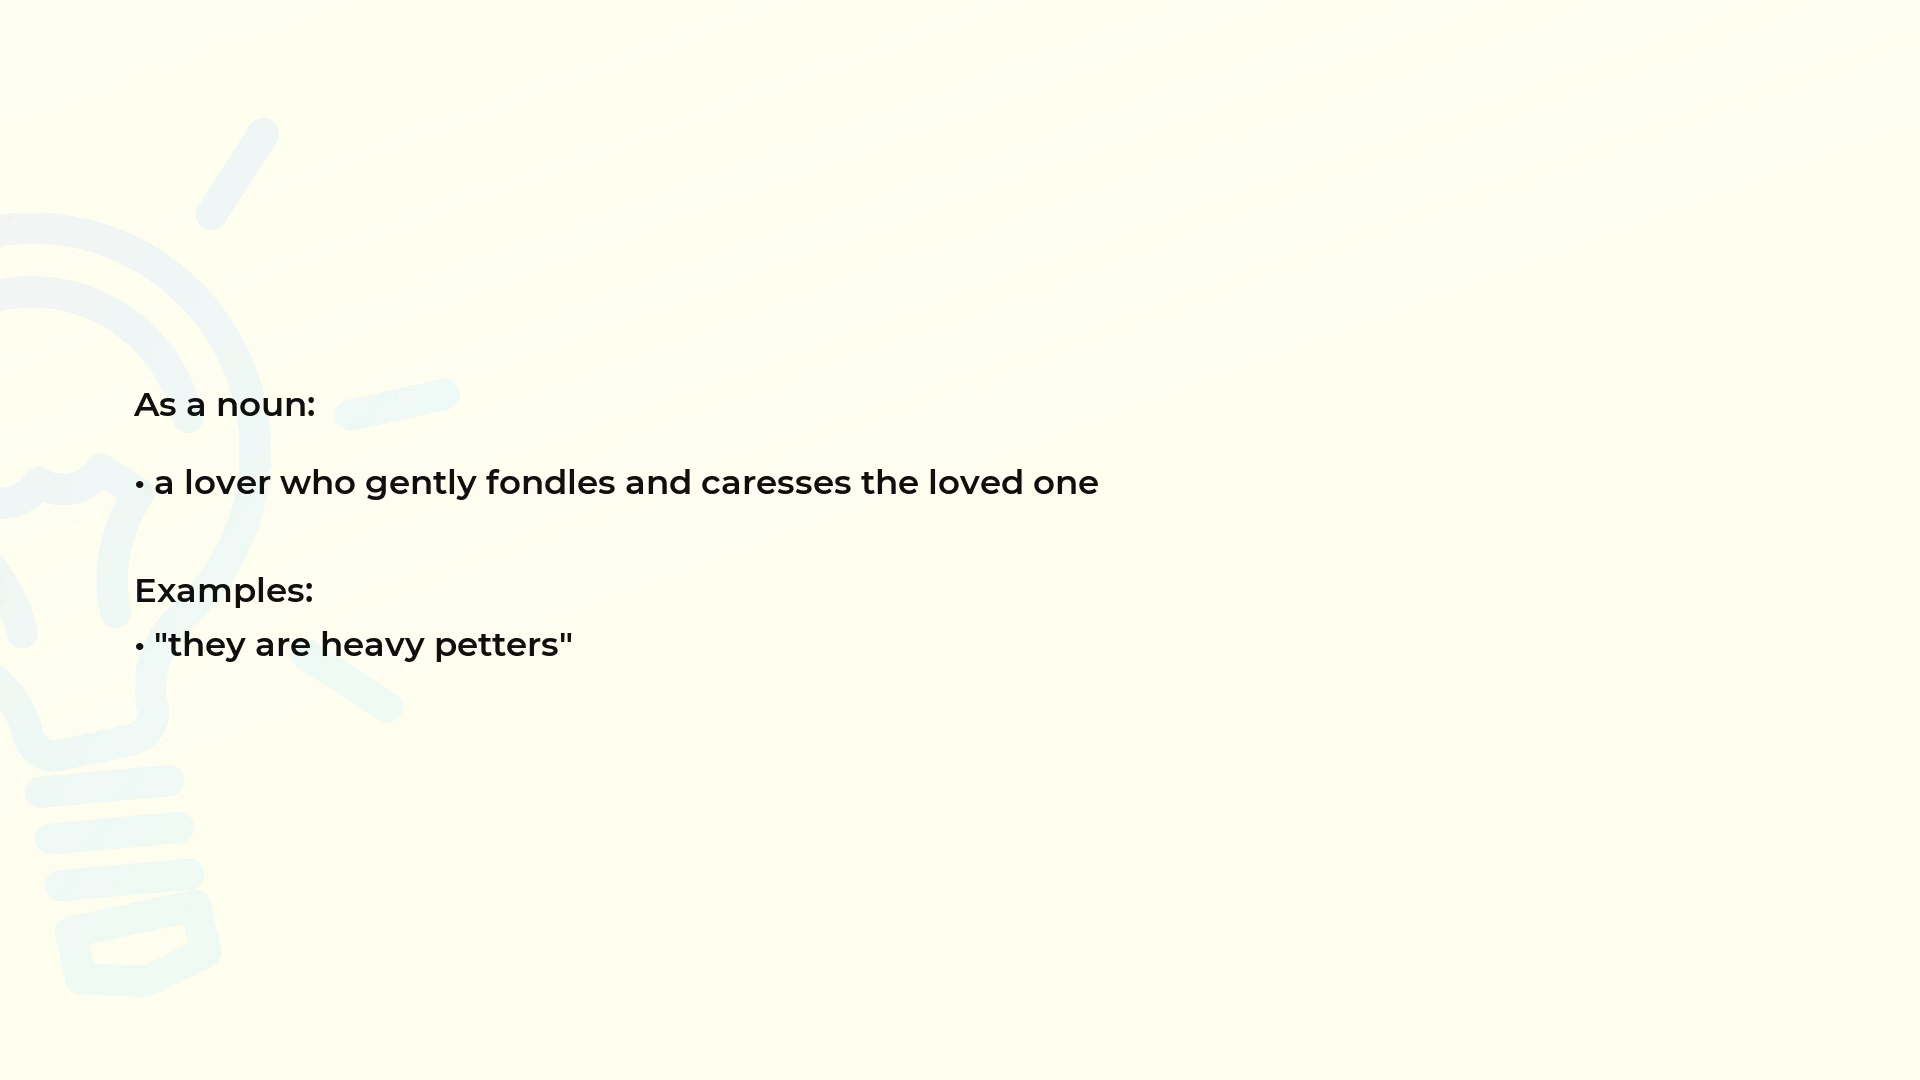 As a noun:
• a lover who gently fondles and caresses the loved one
Examples:
• "they are heavy petters"